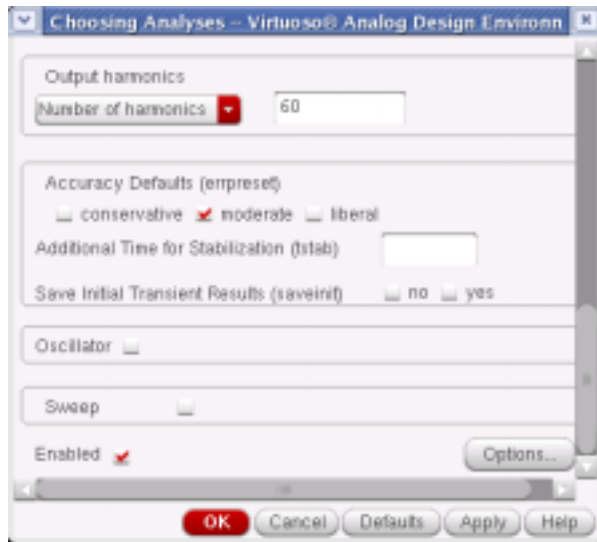 Choosing Analyses -- Virtuoso® Analog Design Environn
Output harmonics
Number of harmonics 60
Accuracy Defaults (errpreset)
conservative moderate liberal
Additional Time for Stabilization (tstab)
Save Initial Transient Results (saveinit) no yes
Oscillator
Sweep
Enabled Options...
OK Cancel Defaults Apply Help